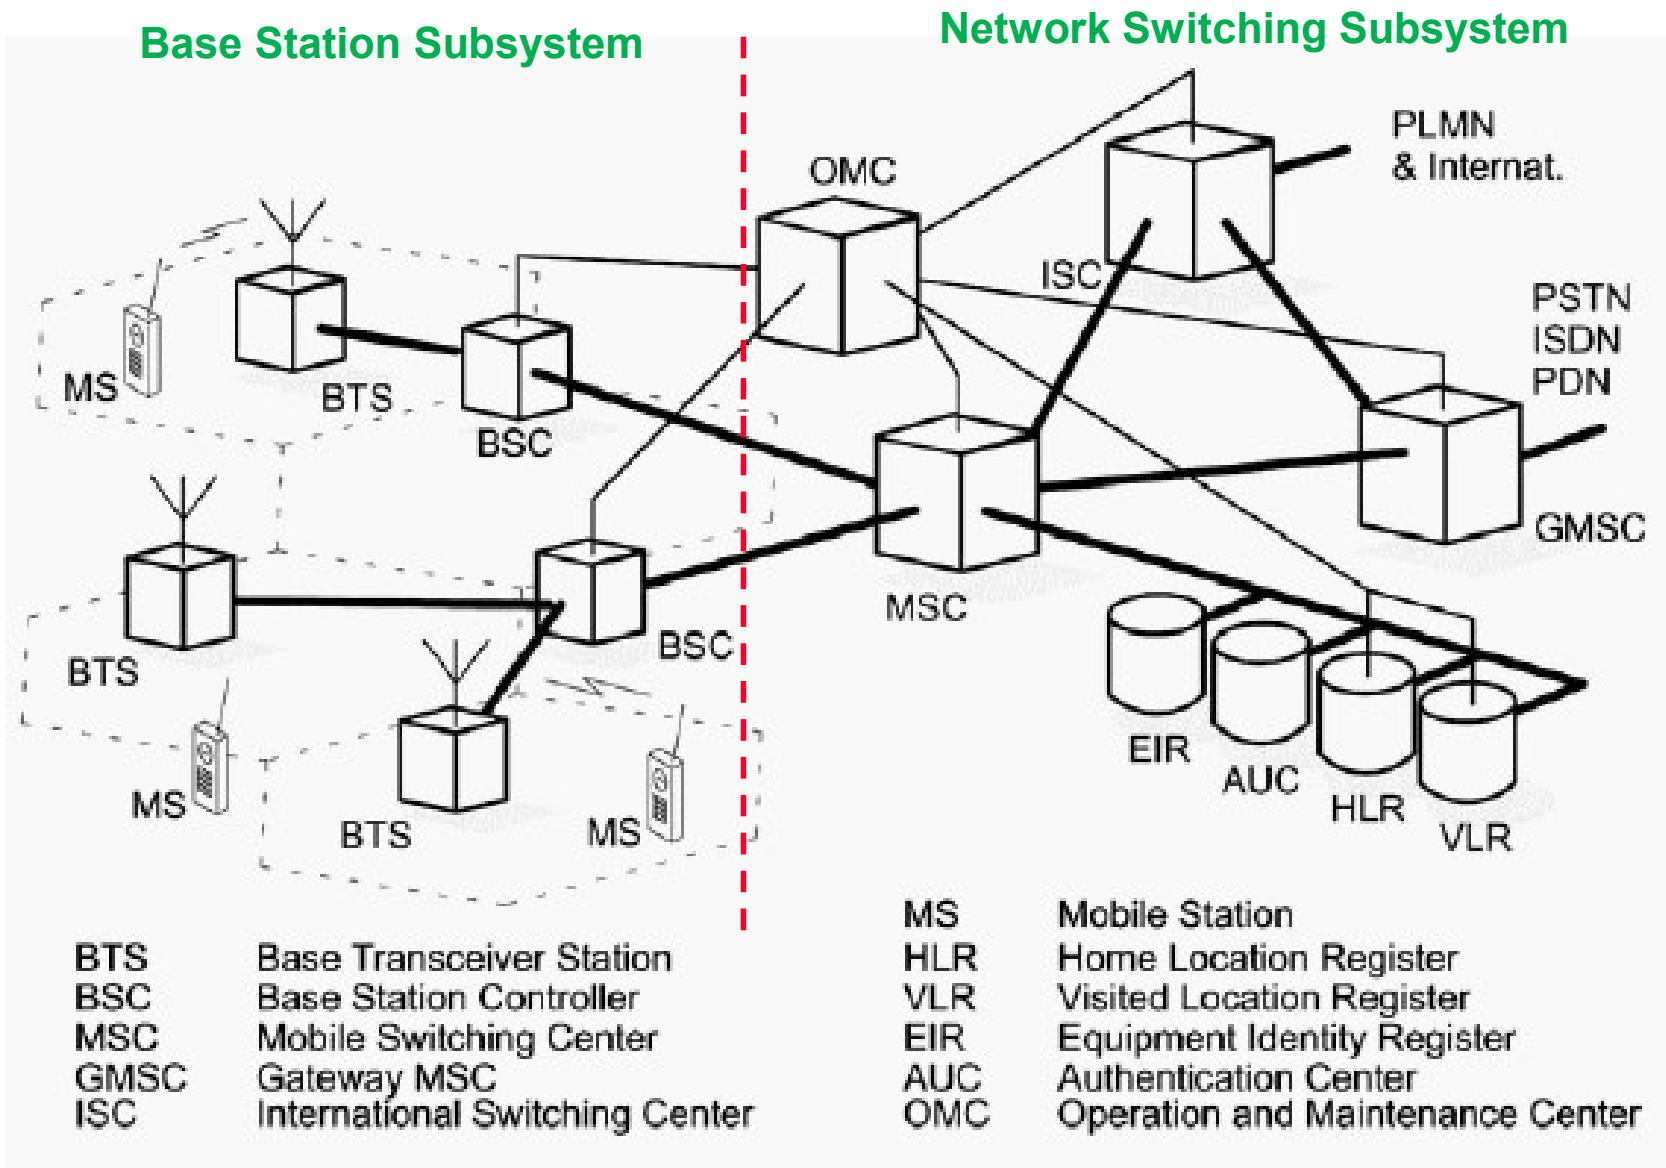 Base Station Subsystem
Network Switching Subsystem
PLMN
& Internat.
OMC
ISC
PSTN
ISDN
PDN
MS
BTS
BSC
GMSC
MSC
BSC
BTS
EIR
AUC
HLR
VLR
MS
BTS
MS
BTS Base Transceiver Station
BSC Base Station Controller
MSC Mobile Switching Center
GMSC Gateway MSC
ISC International Switching Center
MS Mobile Station
HLR Home Location Register
VLR Visited Location Register
EIR Equipment Identity Register
AUC Authentication Center
OMC Operation and Maintenance Center